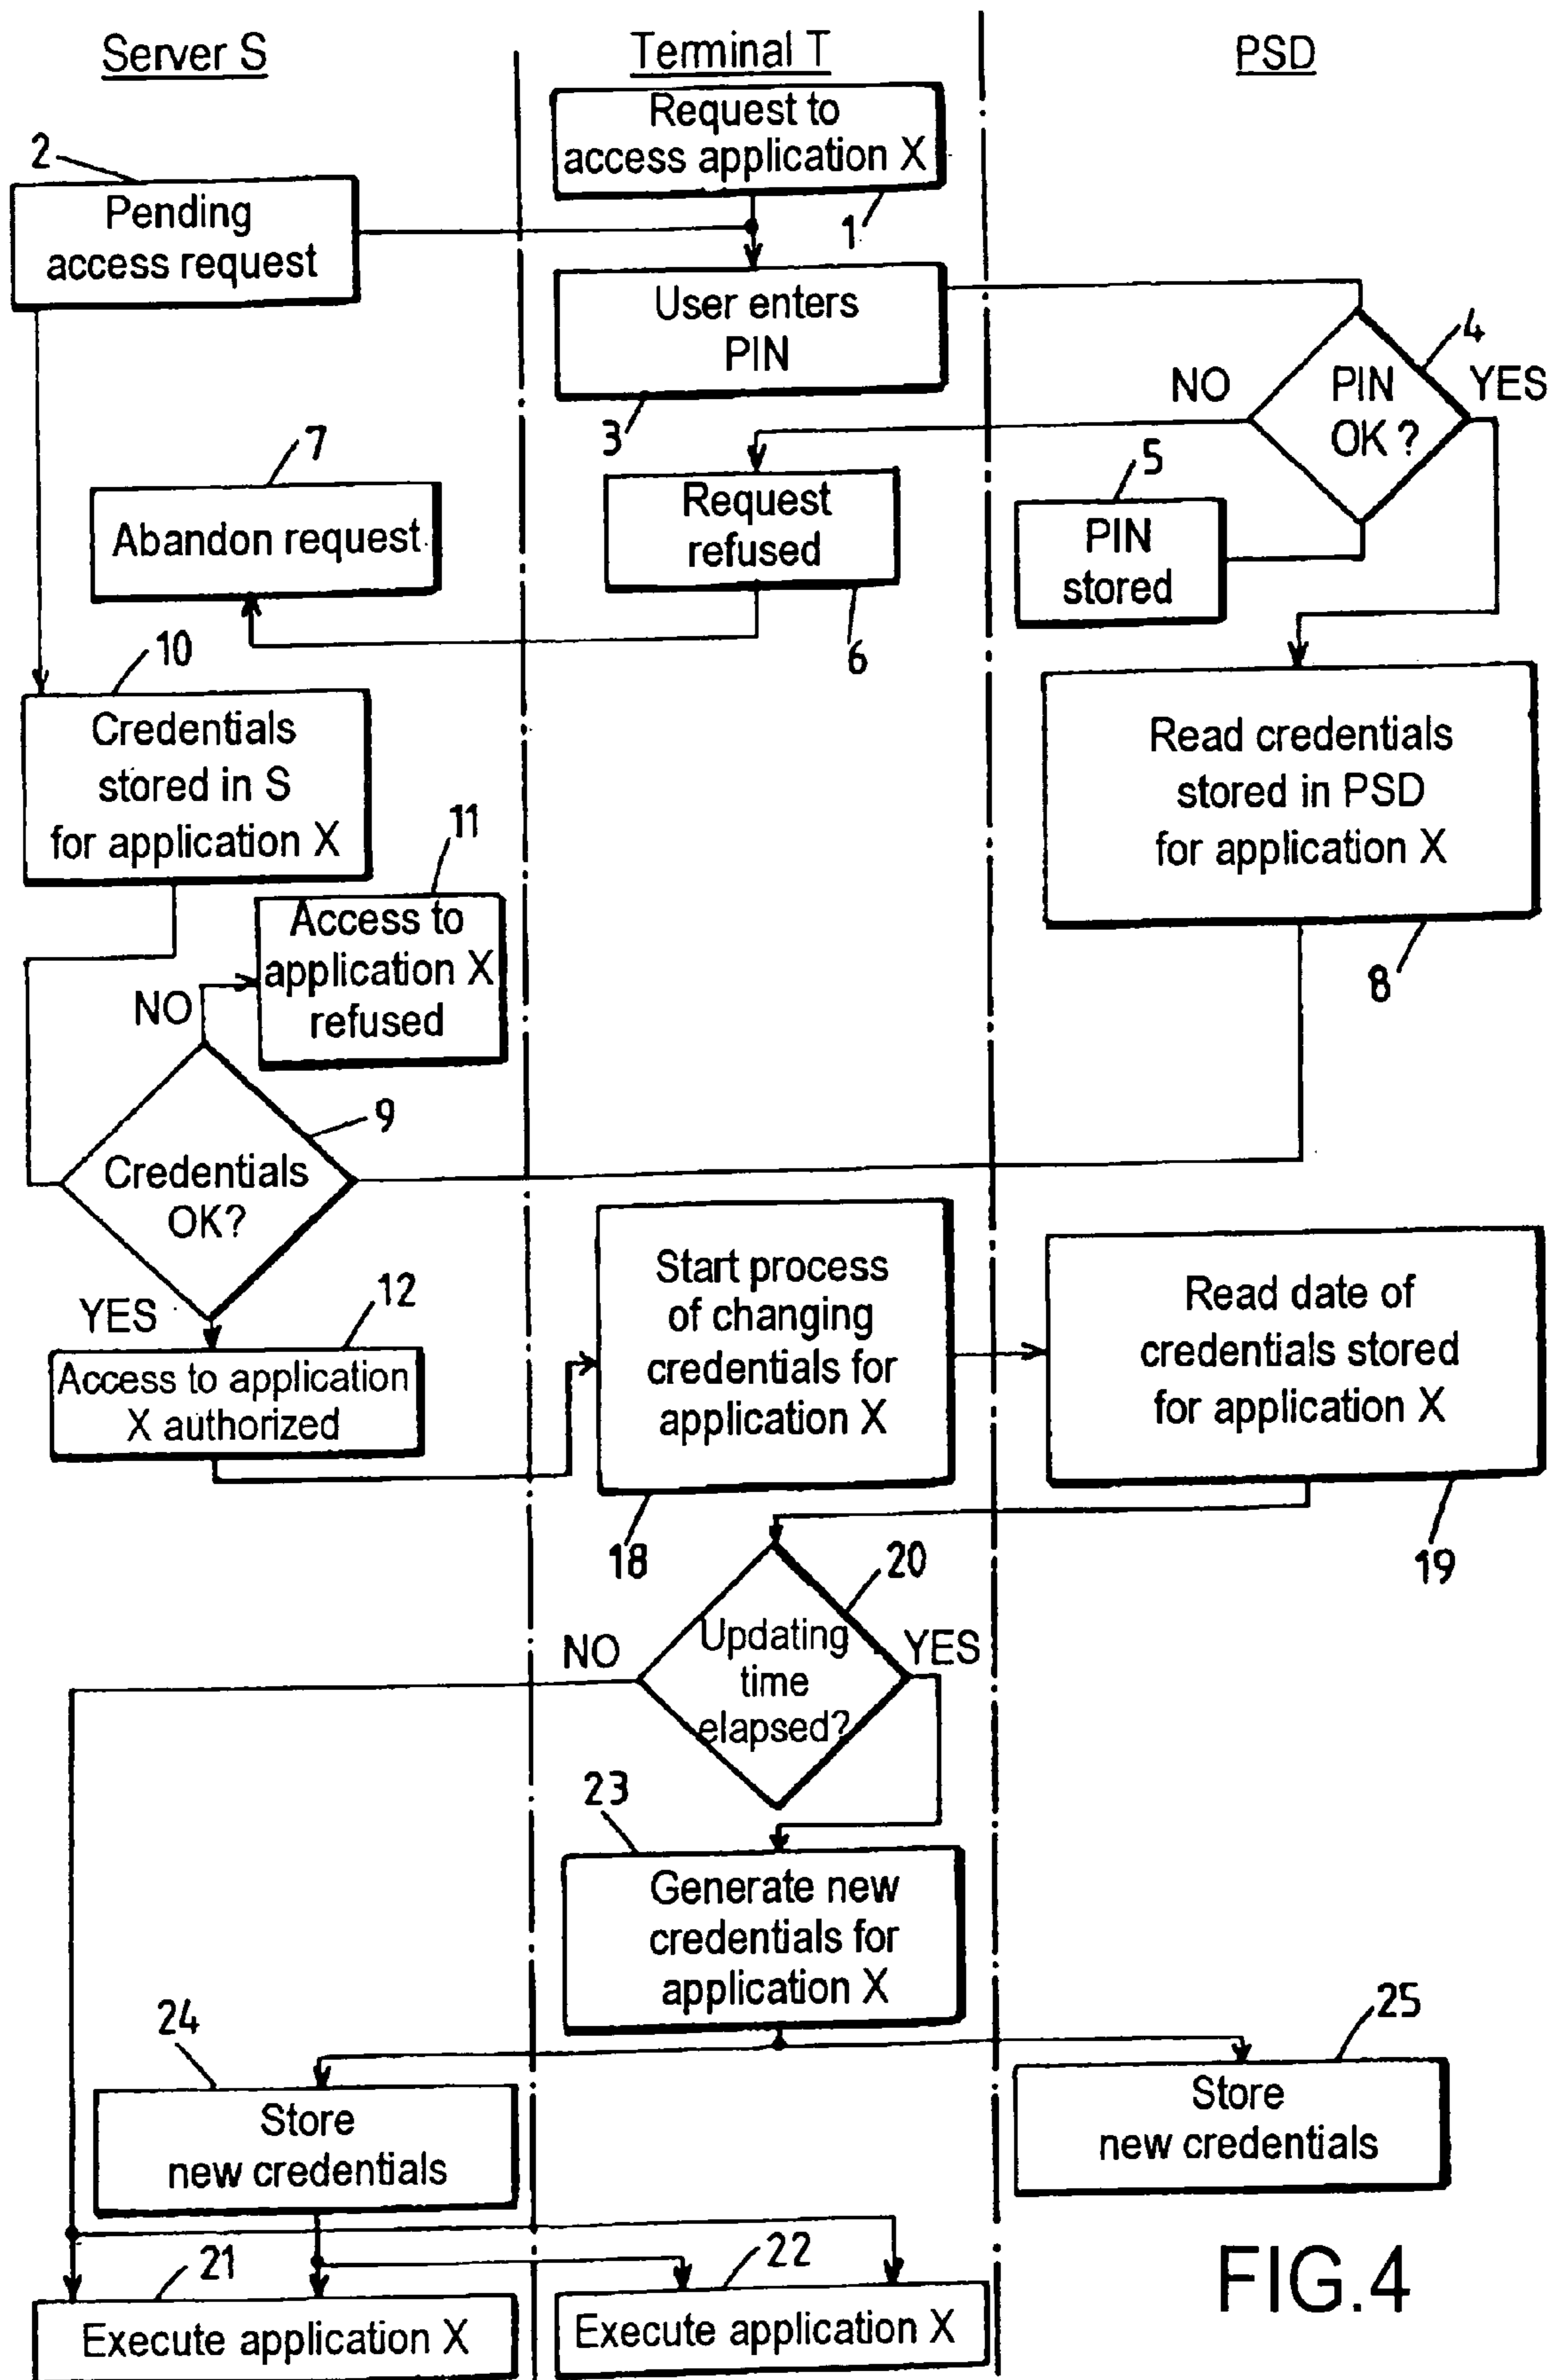 Server S
Terminal T
PSD
Request to
access application X
1
2
Pending
access request
User enters
PIN
3
4
PIN
OK ?
NO
YES
5
PIN
stored
Request
refused
6
7
Abandon request
10
Credentials
stored in S
for application X
Read credentials
stored in PSD
for application X
8
11
Access to
application X
refused
NO
9
Credentials
OK?
YES
12
Access to application
X authorized
Start process
of changing
credentials for
application X
18
Read date of
credentials stored
for application X
19
20
Updating
time
elapsed?
NO
YES
23
Generate new
credentials for
application X
24
Store
new credentials
25
Store
new credentials
21
Execute application X
22
Execute application X
FIG.4